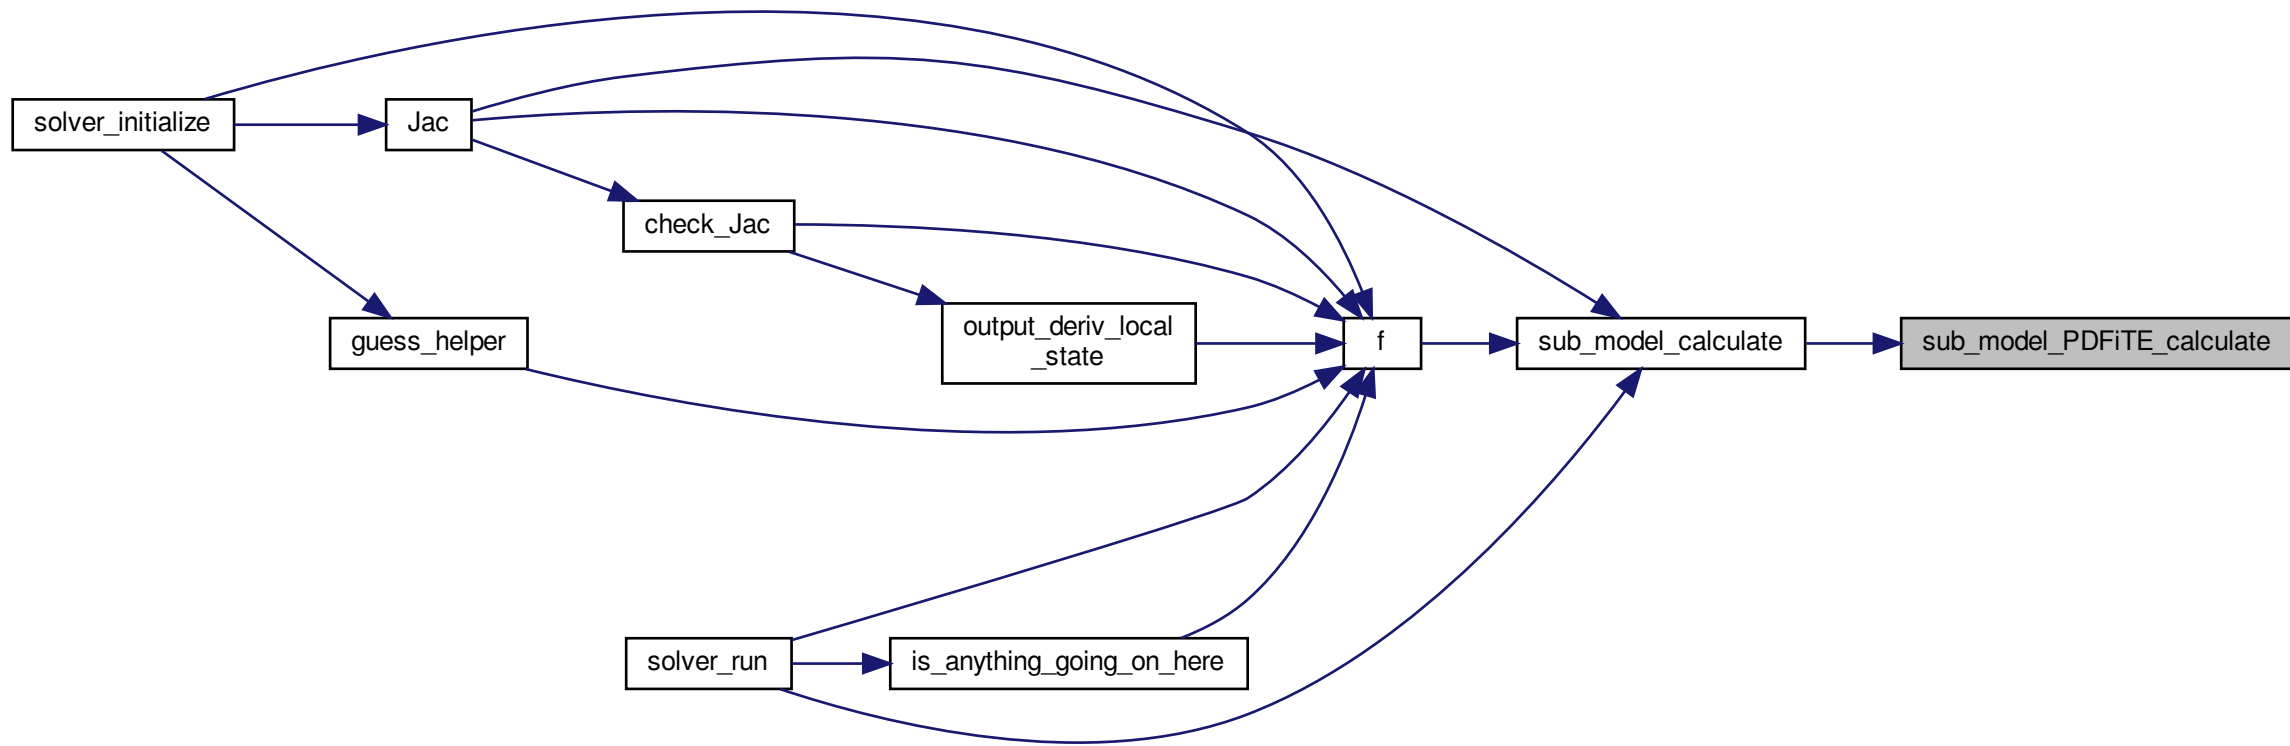 solver_initialize
Jac
check_Jac
output_deriv_local
_state
guess_helper
f
sub_model_calculate
sub_model_PDFiTE_calculate
solver_run
is_anything_going_on_here